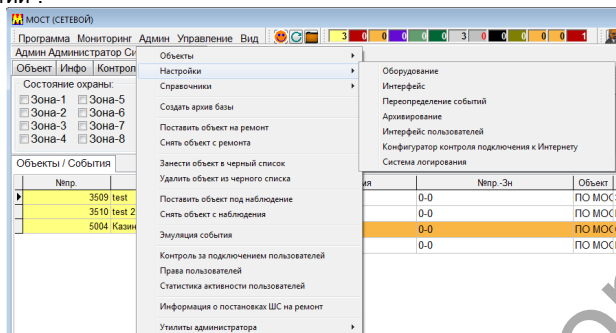 МОСТ (СЕТЕВОЙ)
Программа Мониторинг Админ Управление Вид 3 0 0 0 0 0 3 0 0 0 0 0 1
Админ Администратор Си
Объект Инфо Контрол
Состояние охраны:
Зона-1 Зона-5
Зона-2 Зона-6
Зона-3 Зона-7
Зона-4 Зона-8
Объекты
Настройки
Справочники
Создать архив базы
Поставить объект на ремонт
Снять объект с ремонта
Занести объект в черный список
Удалить объект из черного списка
Поставить объект под наблюдение
Снять объект с наблюдения
Эмуляция события
Контроль за подключением пользователей
Права пользователей
Статистика активности пользователей
Информация о постановках ШС на ремонт
Утилиты администратора
Оборудование
Интерфейс
Переопределение событий
Архивирование
Интерфейс пользователей
Конфигуратор контроля подключения к Интернету
Система логирования
Объекты / События
№пр. ия №пр.-Зн Объект
3509 test 0-0 ПО МОС
3510 test 2 0-0 ПО МОС
5004 Казин 0-0 ПО МОС
0-0 ПО МОС